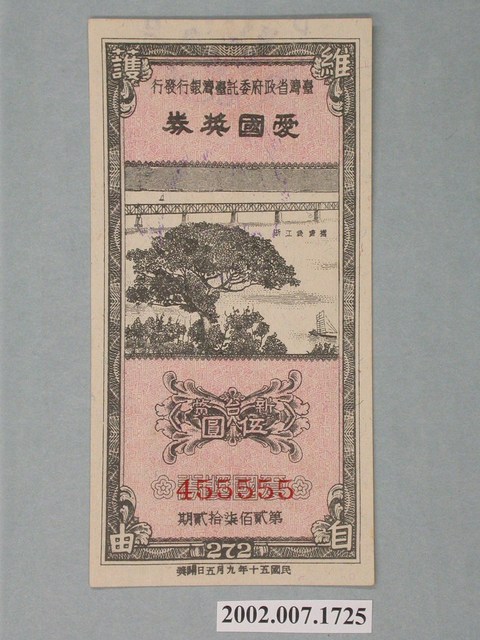 維護
臺灣省政府委託臺灣銀行發行
愛國獎券
新台幣
伍圓
455555
第貳佰柒拾貳期
自由
272
民國五十年九月五日開獎
2002.007.1725